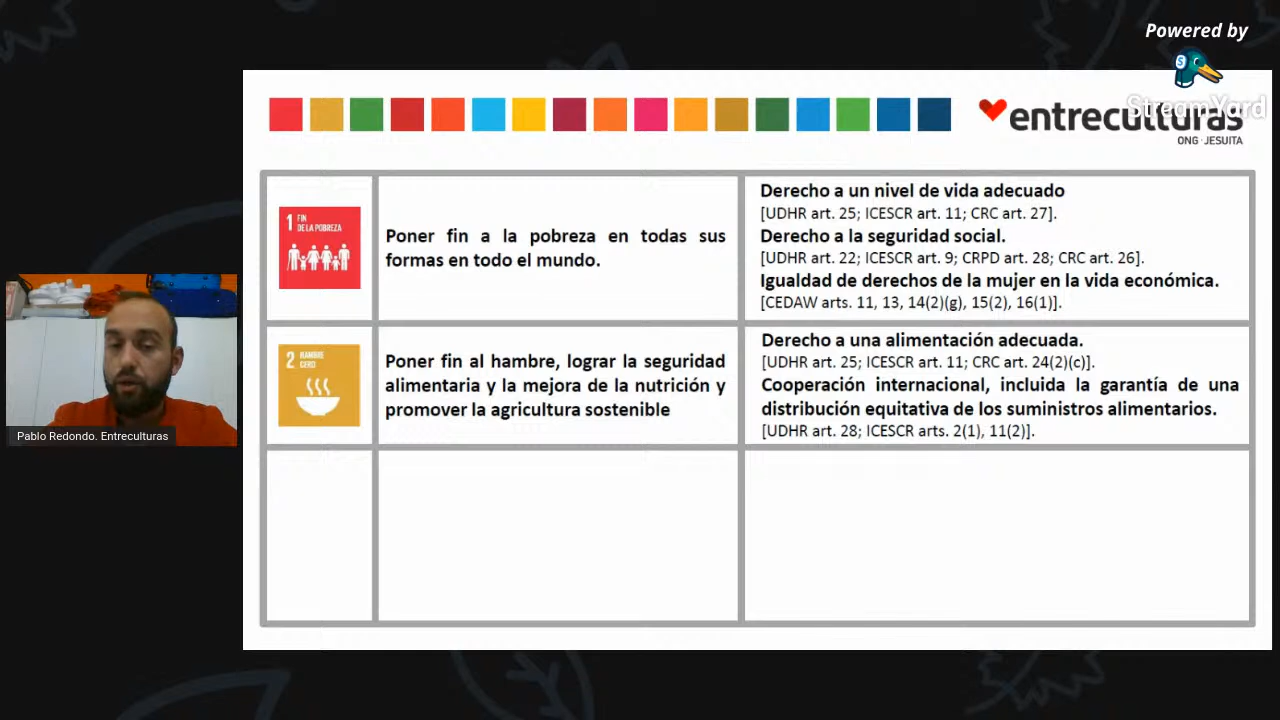 Powered by
StreamYard
entreculturas
ONG · JESUITA
1 FIN
DE LA POBREZA
Poner fin a la pobreza en todas sus
formas en todo el mundo.
Derecho a un nivel de vida adecuado
[UDHR art. 25; ICESCR art. 11; CRC art. 27].
Derecho a la seguridad social.
[UDHR art. 22; ICESCR art. 9; CRPD art. 28; CRC art. 26].
Igualdad de derechos de la mujer en la vida económica.
[CEDAW arts. 11, 13, 14(2)(g), 15(2), 16(1)].
2 HAMBRE
CERO
Poner fin al hambre, lograr la seguridad
alimentaria y la mejora de la nutrición y
promover la agricultura sostenible
Derecho a una alimentación adecuada.
[UDHR art. 25; ICESCR art. 11; CRC art. 24(2)(c)].
Cooperación internacional, incluida la garantía de una
distribución equitativa de los suministros alimentarios.
[UDHR art. 28; ICESCR arts. 2(1), 11(2)].
Pablo Redondo. Entreculturas